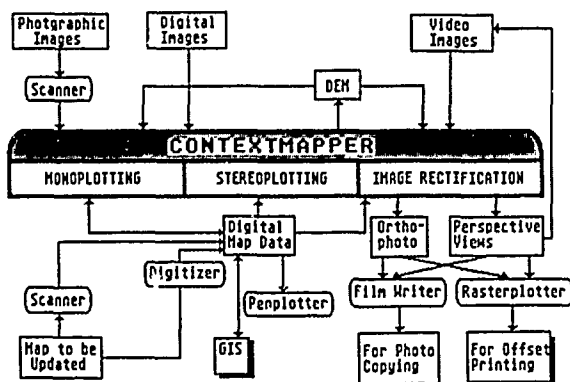 Photgraphic
Images
Digital
Images
Video
Images
Scanner
DEM
CONTEXTMAPPER
MONOPLOTTING
STEREOPLOTTING
IMAGE RECTIFICATION
Digital
Map Data
Ortho-
photo
Perspective
Views
Digitizer
Scanner
Penplotter
Film Writer
Rasterplotter
Map to be
Updated
GIS
For Photo
Copying
For Offset
Printing